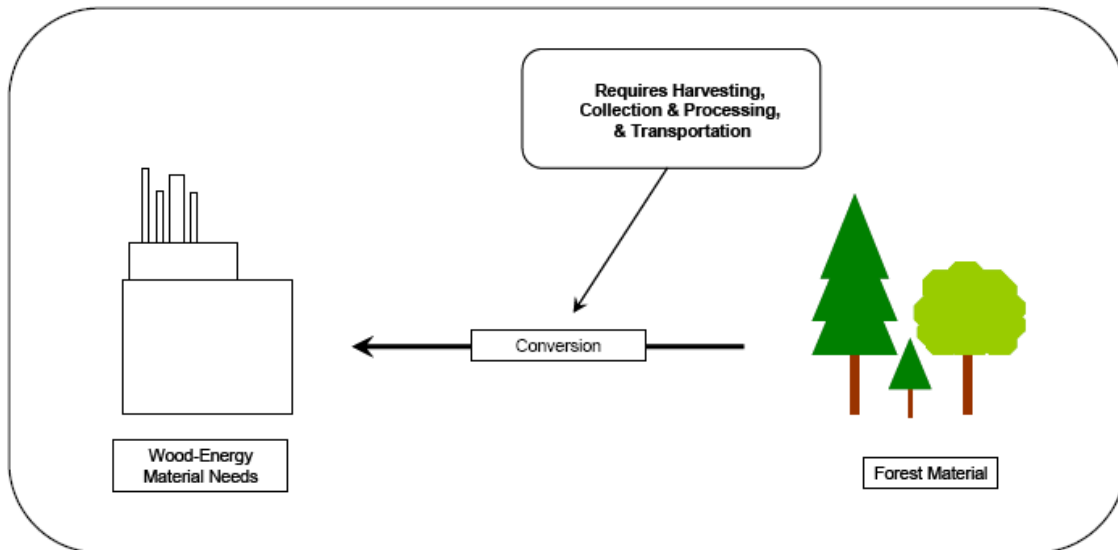 Requires Harvesting,
Collection & Processing,
& Transportation
Conversion
Wood-Energy
Material Needs
Forest Material